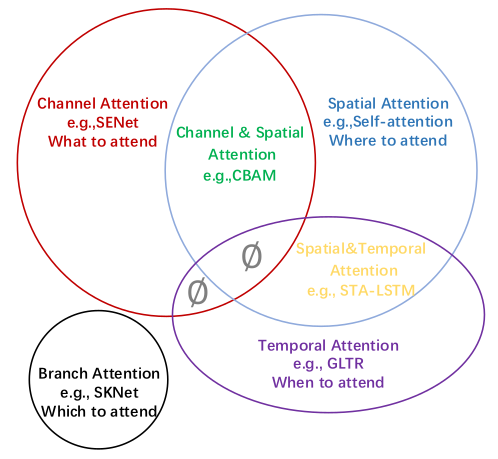 Channel Attention
e.g.,SENet
What to attend
Spatial Attention
e.g.,Self-attention
Where to attend
Channel & Spatial
Attention
e.g.,CBAM
Ø
Spatial&Temporal
Attention
e.g., STA-LSTM
Ø
Temporal Attention
e.g., GLTR
When to attend
Branch Attention
e.g., SKNet
Which to attend